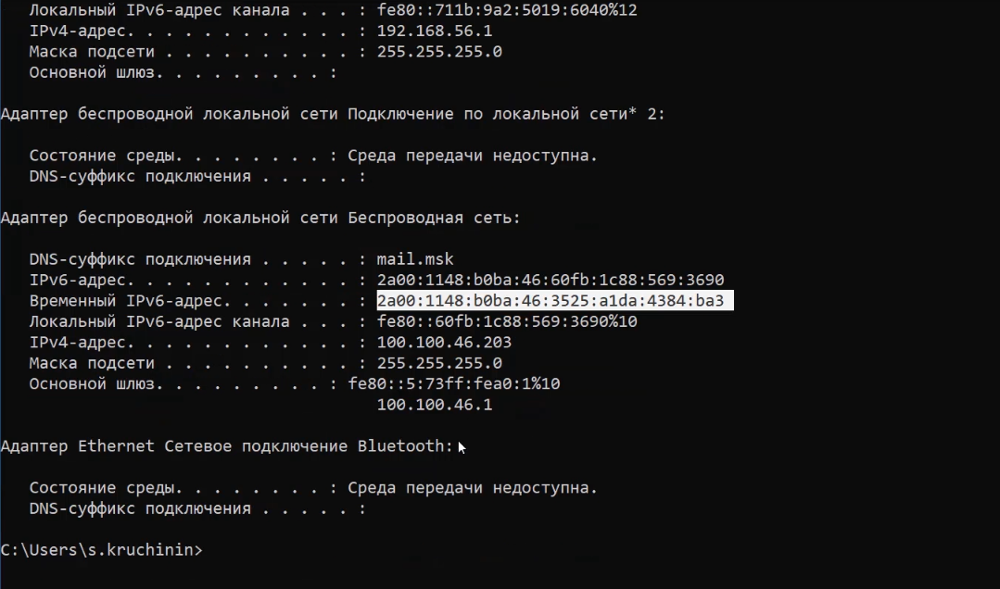 Локальный IPv6-адрес канала . . . : fe80::711b:9a2:5019:6040%12
IPv4-адрес. . . . . . . . . . . . : 192.168.56.1
Маска подсети . . . . . . . . . . : 255.255.255.0
Основной шлюз. . . . . . . . . :
Адаптер беспроводной локальной сети Подключение по локальной сети* 2:
Состояние среды. . . . . . . . : Среда передачи недоступна.
DNS-суффикс подключения . . . . . :
Адаптер беспроводной локальной сети Беспроводная сеть:
DNS-суффикс подключения . . . . . : mail.msk
IPv6-адрес. . . . . . . . . . . . : 2a00:1148:b0ba:46:60fb:1c88:569:3690
Временный IPv6-адрес. . . . . . . : 2a00:1148:b0ba:46:3525:a1da:4384:ba3
Локальный IPv6-адрес канала . . . : fe80::60fb:1c88:569:3690%10
IPv4-адрес. . . . . . . . . . . . : 100.100.46.203
Маска подсети . . . . . . . . . . : 255.255.255.0
Основной шлюз. . . . . . . . . : fe80::5:73ff:fea0:1%10
100.100.46.1
Адаптер Ethernet Сетевое подключение Bluetooth:
Состояние среды. . . . . . . . : Среда передачи недоступна.
DNS-суффикс подключения . . . . . :
C:\Users\s.kruchinin>